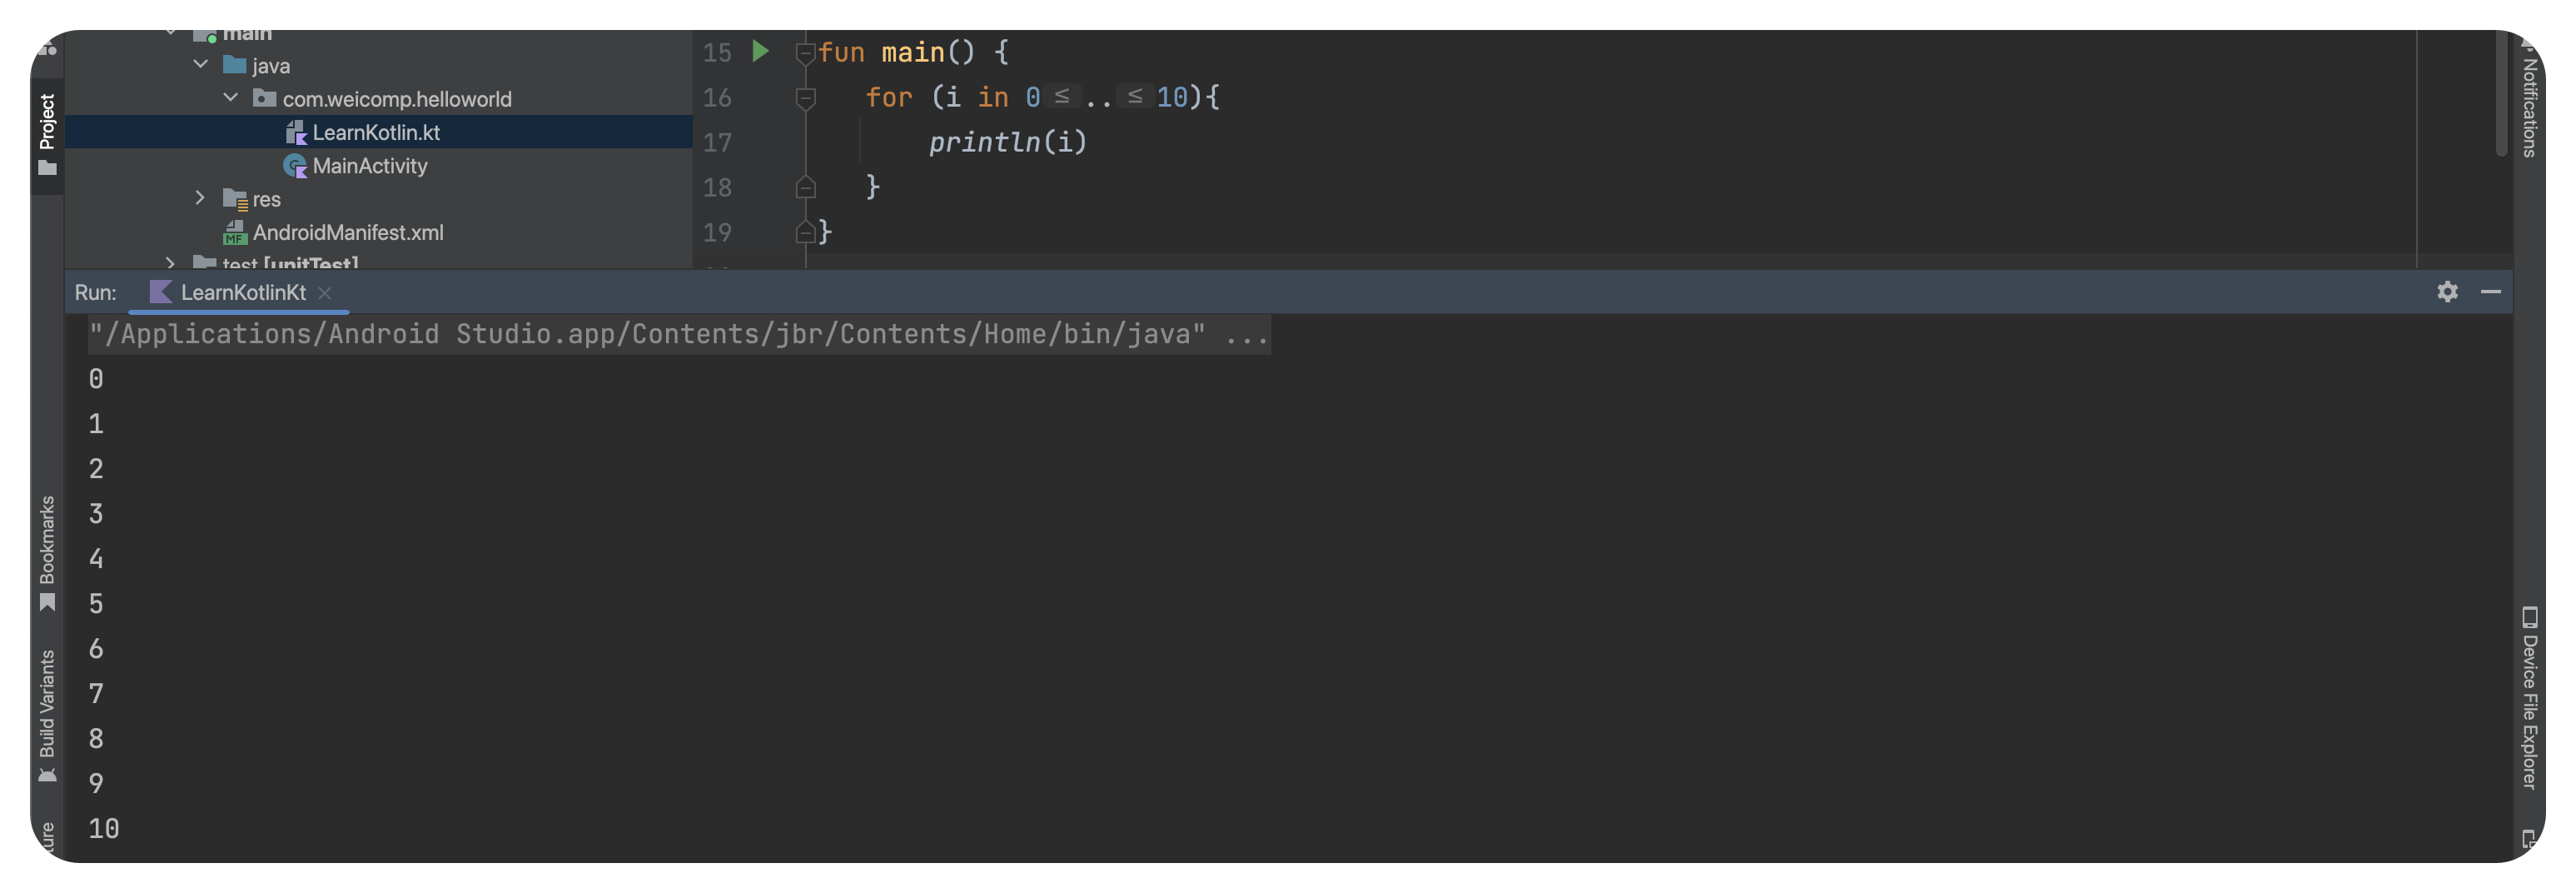 main
java
com.weicomp.helloworld
LearnKotlin.kt
MainActivity
res
MF AndroidManifest.xml
test [unitTest]
Project
Bookmarks
Build Variants
15 fun main() {
16 for (i in 0 ≤ .. ≤ 10){
17 println(i)
18 }
19 }
Run: LearnKotlinKt
"/Applications/Android Studio.app/Contents/jbr/Contents/Home/bin/java" ...
0
1
2
3
4
5
6
7
8
9
10
Notifications
Device File Explorer